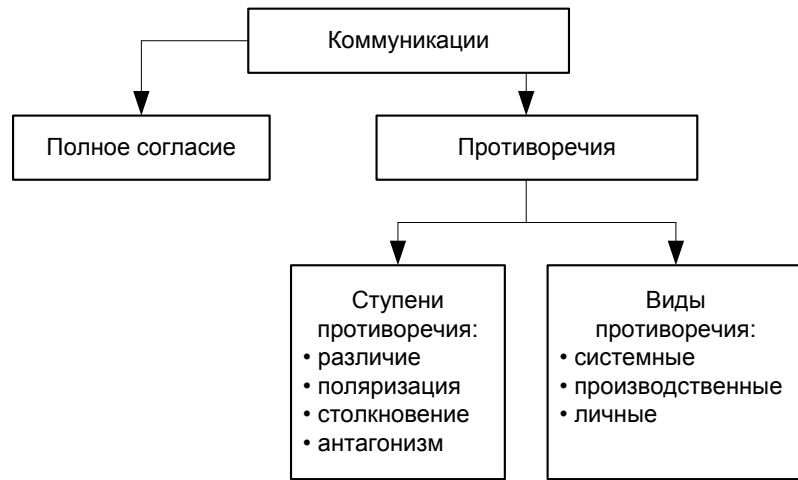 Коммуникации
Полное согласие
Противоречия
Ступени
противоречия:
• различие
• поляризация
• столкновение
• антагонизм
Виды
противоречия:
• системные
• производственные
• личные